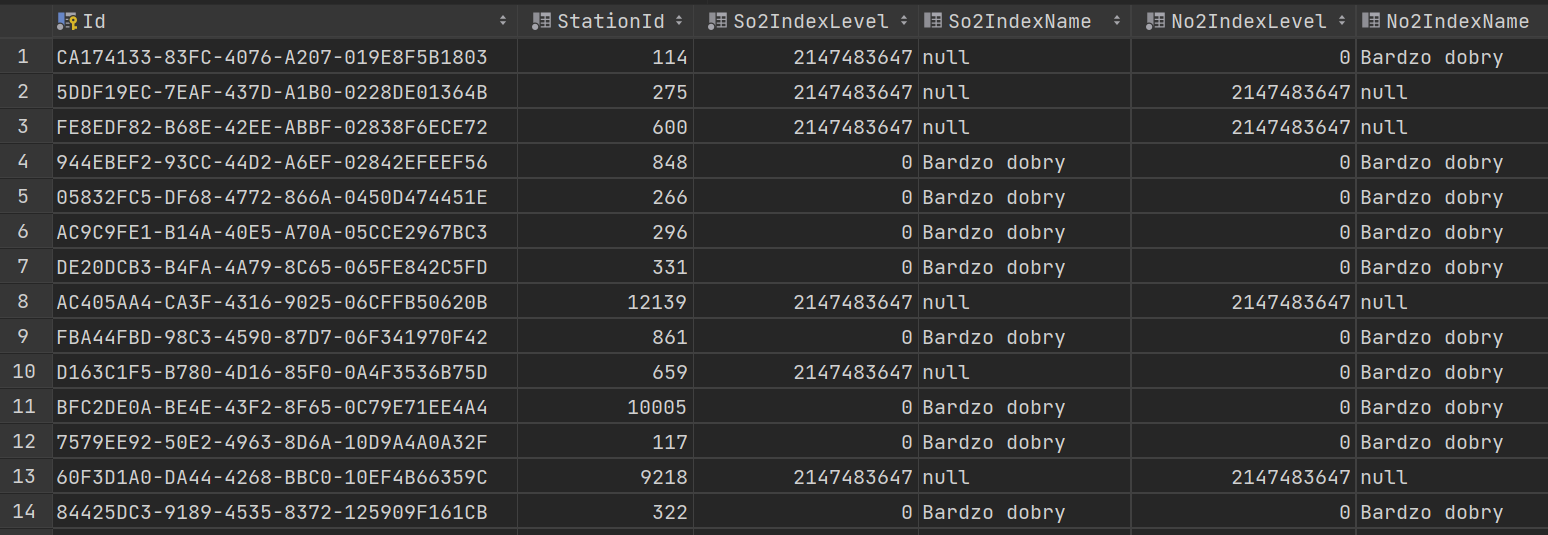 Id StationId So2IndexLevel So2IndexName No2IndexLevel No2IndexName
1 CA174133-83FC-4076-A207-019E8F5B1803 114 2147483647 null 0 Bardzo dobry
2 5DDF19EC-7EAF-437D-A1B0-0228DE01364B 275 2147483647 null 2147483647 null
3 FE8EDF82-B68E-42EE-ABBF-02838F6ECE72 600 2147483647 null 2147483647 null
4 944EBEF2-93CC-44D2-A6EF-02842EFEEF56 848 0 Bardzo dobry 0 Bardzo dobry
5 05832FC5-DF68-4772-866A-0450D474451E 266 0 Bardzo dobry 0 Bardzo dobry
6 AC9C9FE1-B14A-40E5-A70A-05CCE2967BC3 296 0 Bardzo dobry 0 Bardzo dobry
7 DE20DCB3-B4FA-4A79-8C65-065FE842C5FD 331 0 Bardzo dobry 0 Bardzo dobry
8 AC405AA4-CA3F-4316-9025-06CFFB50620B 12139 2147483647 null 2147483647 null
9 FBA44FBD-98C3-4590-87D7-06F341970F42 861 0 Bardzo dobry 0 Bardzo dobry
10 D163C1F5-B780-4D16-85F0-0A4F3536B75D 659 2147483647 null 0 Bardzo dobry
11 BFC2DE0A-BE4E-43F2-8F65-0C79E71EE4A4 10005 0 Bardzo dobry 0 Bardzo dobry
12 7579EE92-50E2-4963-8D6A-10D9A4A0A32F 117 0 Bardzo dobry 0 Bardzo dobry
13 60F3D1A0-DA44-4268-BBC0-10EF4B66359C 9218 2147483647 null 2147483647 null
14 84425DC3-9189-4535-8372-125909F161CB 322 0 Bardzo dobry 0 Bardzo dobry